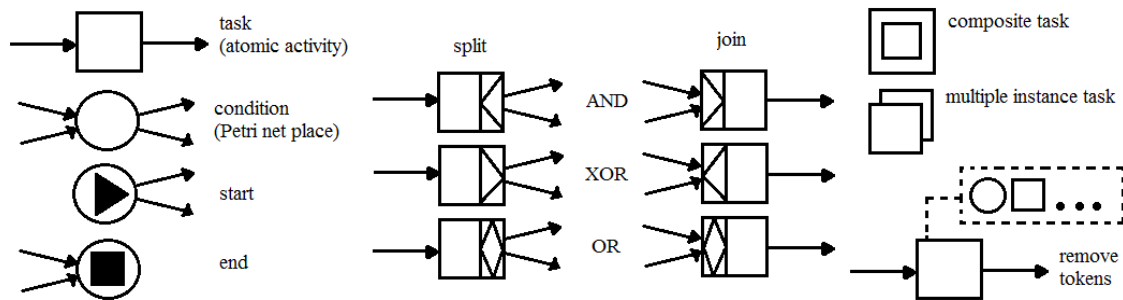 task
(atomic activity)
condition
(Petri net place)
start
end
split
join
AND
XOR
OR
composite task
multiple instance task
remove
tokens